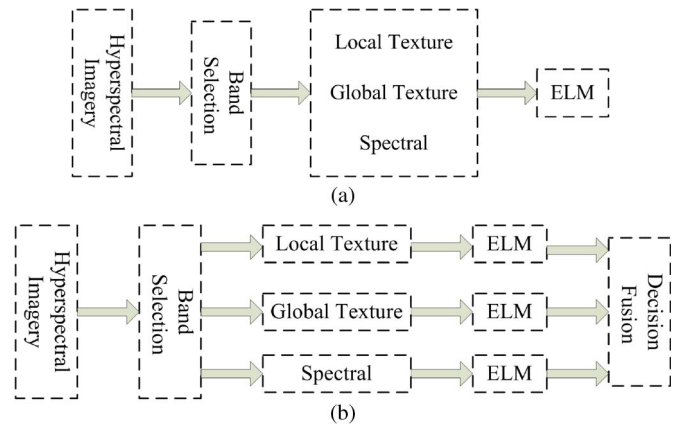 Hyperspectral
Imagery
Band
Selection
Local Texture
Global Texture
Spectral
ELM
(a)
Hyperspectral
Imagery
Band
Selection
Local Texture
ELM
Global Texture
ELM
Spectral
ELM
Decision
Fusion
(b)